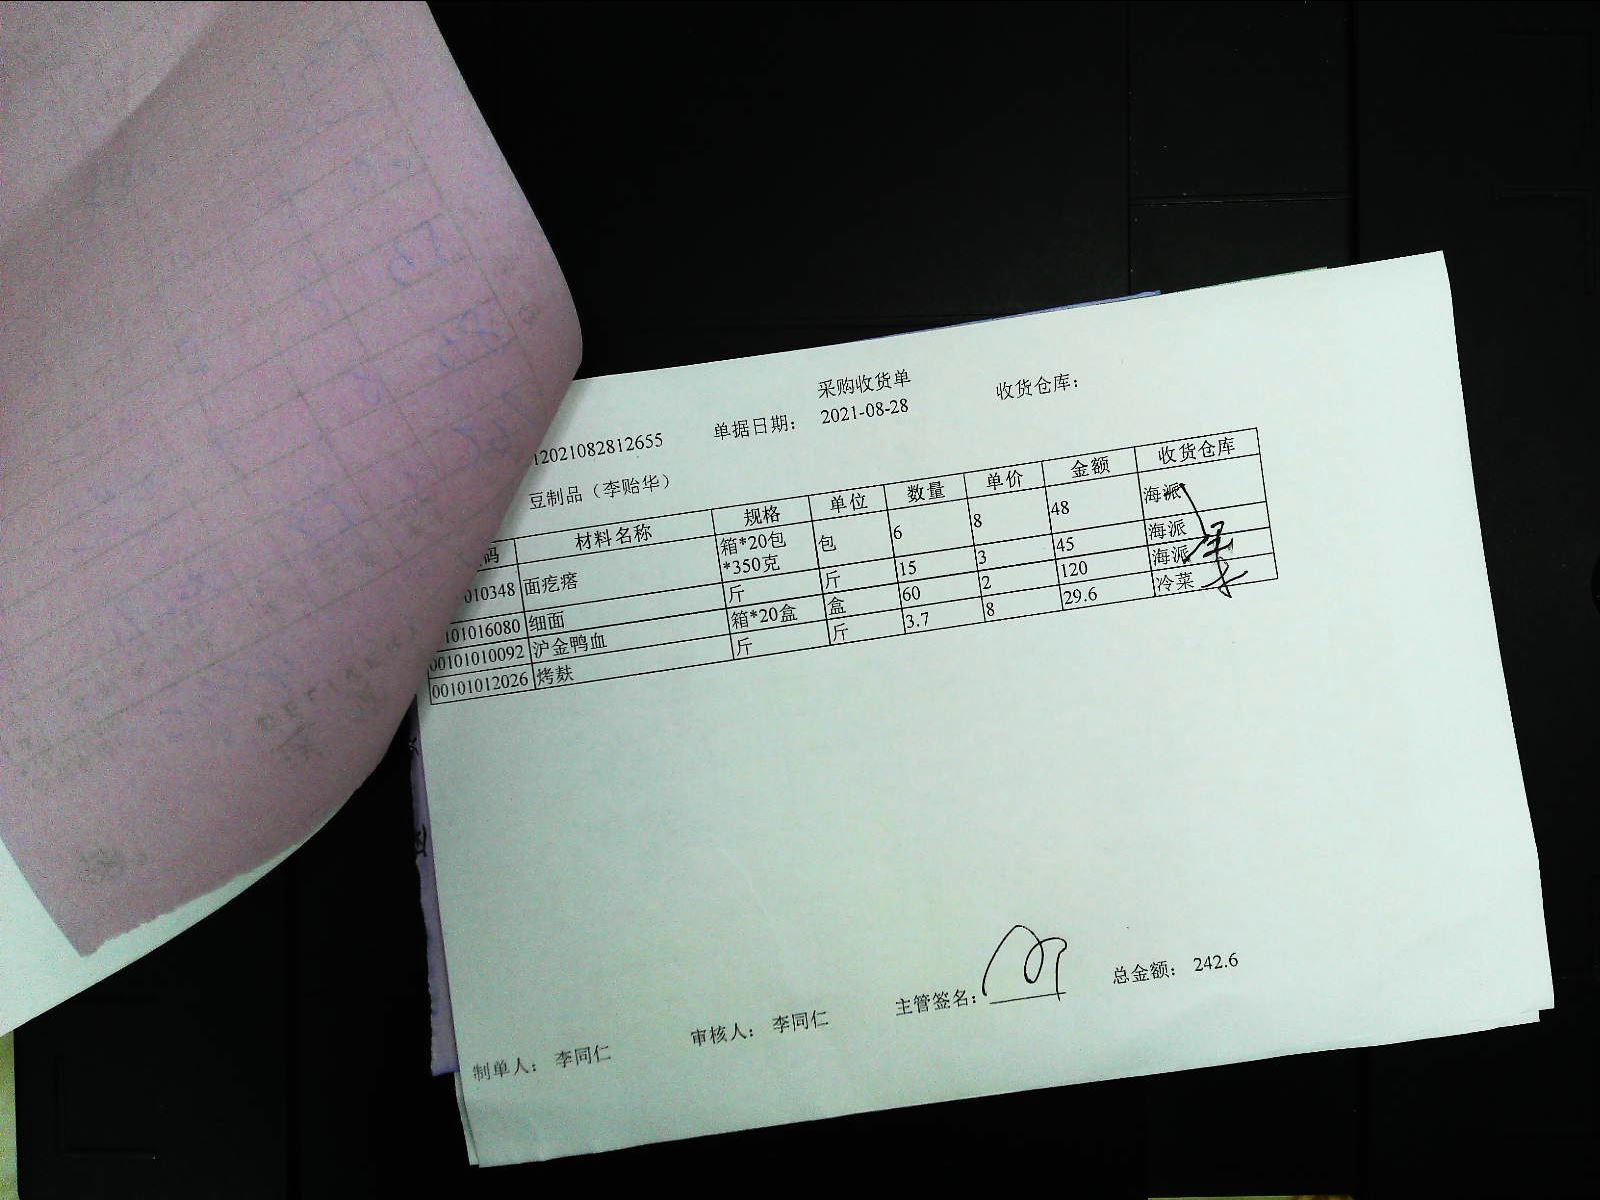 采购收货单
12021082812655 单据日期： 2021-08-28 收货仓库：
豆制品（李贻华）
码 材料名称 规格 单位 数量 单价 金额 收货仓库
010348 面疙瘩 箱*20包*350克 包 6 8 48 海派
101016080 细面 斤 斤 15 3 45 海派
00101010092 沪金鸭血 箱*20盒 盒 60 2 120 海派
00101012026 烤麸 斤 斤 3.7 8 29.6 冷菜
制单人： 李同仁 审核人： 李同仁 主管签名： 总金额： 242.6